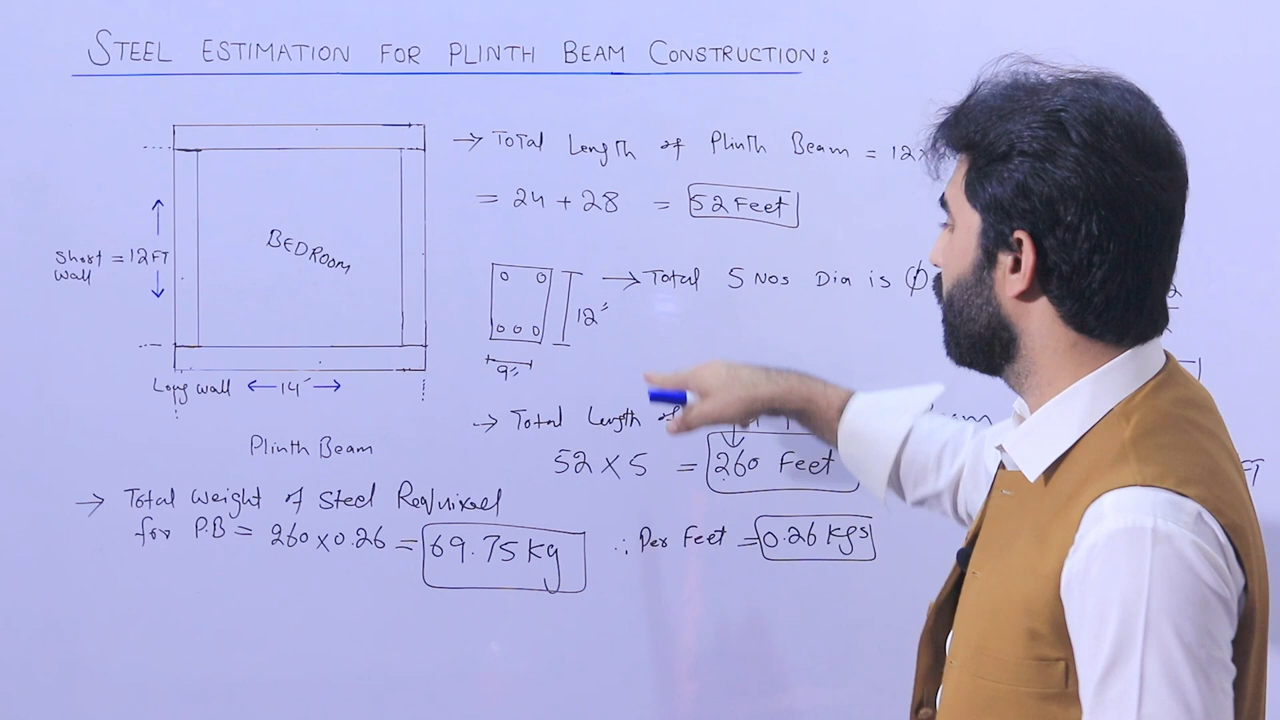 STEEL ESTIMATION FOR PLINTH BEAM CONSTRUCTION:
→ Total Length of Plinth Beam = 12×
= 24 + 28 = 52 Feet
BEDROOM
Short = 12FT
wall
→ Total 5 Nos Dia is ϕ
12"
9"
Long wall ← 14' →
Plinth Beam
→ Total Length of
52 × 5 = 260 Feet
→ Total Weight of Steel Required
for P.B = 260 × 0.26 = 69.75 kg ∴ Per Feet = 0.26 kgs